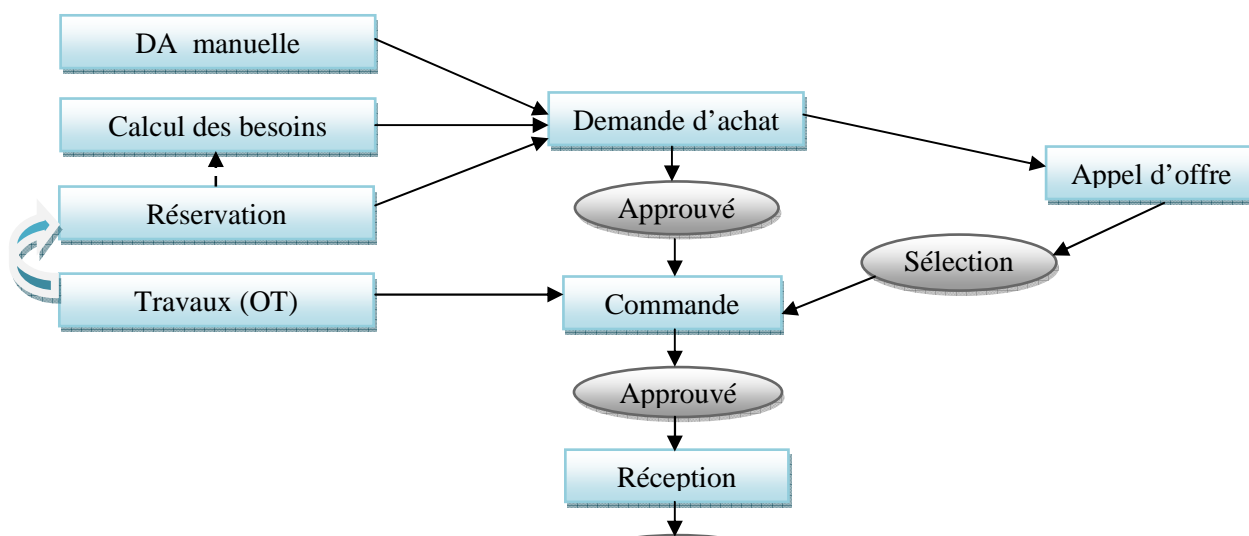 DA manuelle
Calcul des besoins
Demande d'achat
Appel d'offre
Réservation
Approuvé
Sélection
Travaux (OT)
Commande
Approuvé
Réception